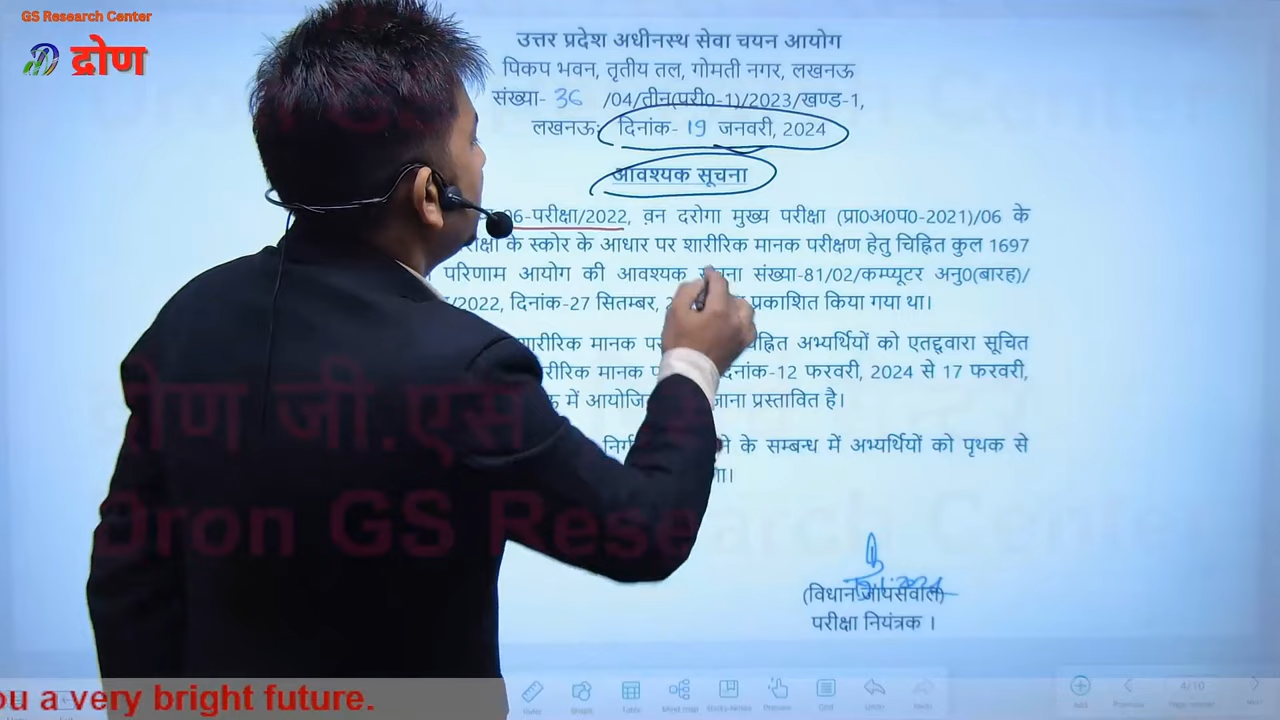 GS Research Center
द्रोण
उत्तर प्रदेश अधीनस्थ सेवा चयन आयोग
पिकप भवन, तृतीय तल, गोमती नगर, लखनऊ
संख्या- 36 /04/तीन(परी0-1)/2023/खण्ड-1,
लखनऊ: दिनांक- 19 जनवरी, 2024
आवश्यक सूचना
06-परीक्षा/2022, वन दरोगा मुख्य परीक्षा (प्रा0अ0प0-2021)/06 के
के स्कोर के आधार पर शारीरिक मानक परीक्षण हेतु चिह्नित कुल 1697
परिणाम आयोग की आवश्यक सूचना संख्या-81/02/कम्प्यूटर अनु0(बारह)/
/2022, दिनांक-27 सितम्बर, प्रकाशित किया गया था।
शारीरिक मानक अभ्यर्थियों को एतद्द्वारा सूचित
मानक दिनांक-12 फरवरी, 2024 से 17 फरवरी,
में जाना प्रस्तावित है।
के सम्बन्ध में अभ्यर्थियों को पृथक से
(विधान जायसवाल)
परीक्षा नियंत्रक ।
द्रोण जी.एस
Dron GS Research Center
ou a very bright future.
4/10